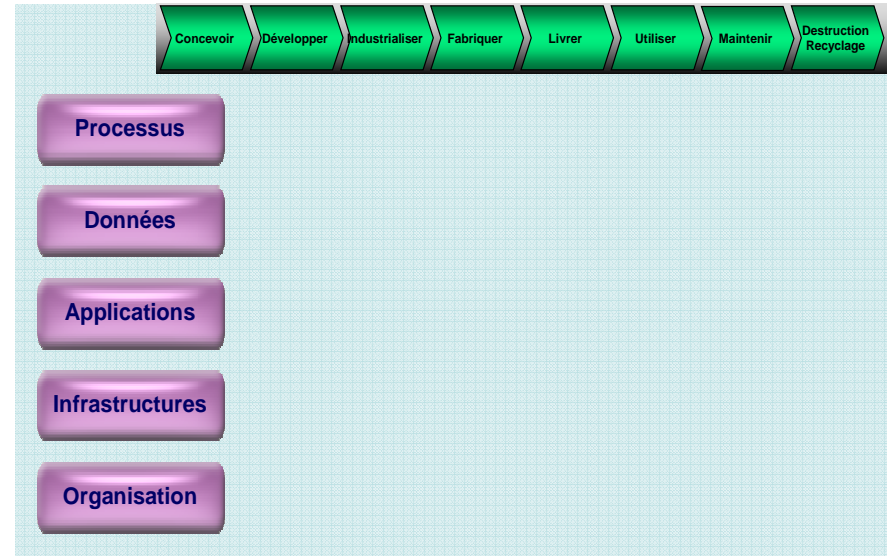 Concevoir
Développer
Industrialiser
Fabriquer
Livrer
Utiliser
Maintenir
Destruction
Recyclage
Processus
Données
Applications
Infrastructures
Organisation